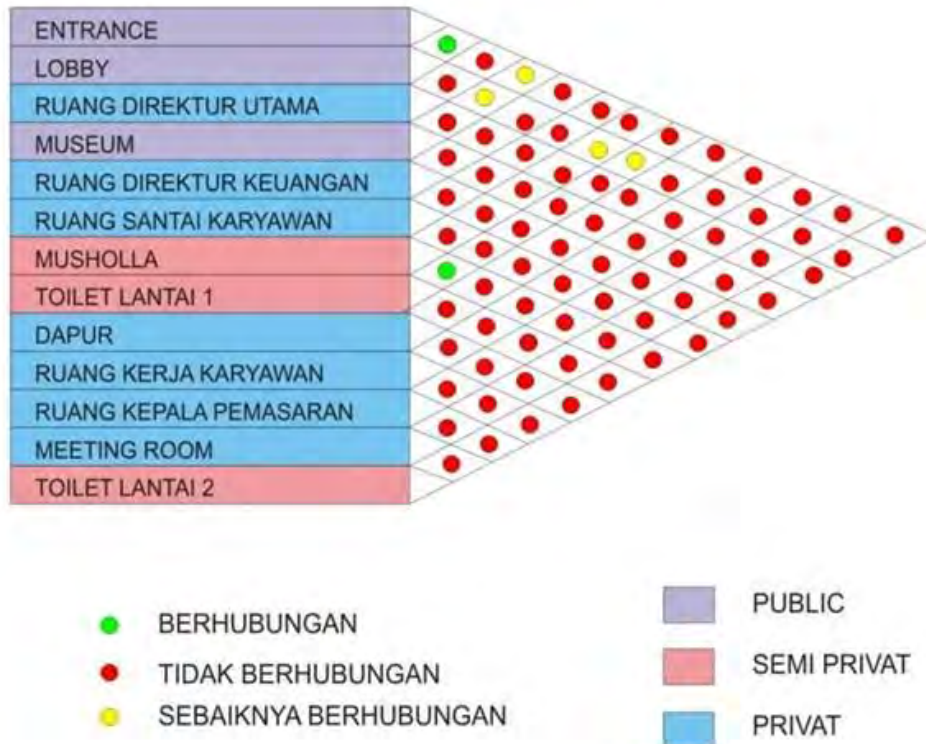 ENTRANCE
LOBBY
RUANG DIREKTUR UTAMA
MUSEUM
RUANG DIREKTUR KEUANGAN
RUANG SANTAI KARYAWAN
MUSHOLLA
TOILET LANTAI 1
DAPUR
RUANG KERJA KARYAWAN
RUANG KEPALA PEMASARAN
MEETING ROOM
TOILET LANTAI 2
BERHUBUNGAN
TIDAK BERHUBUNGAN
SEBAIKNYA BERHUBUNGAN
PUBLIC
SEMI PRIVAT
PRIVAT